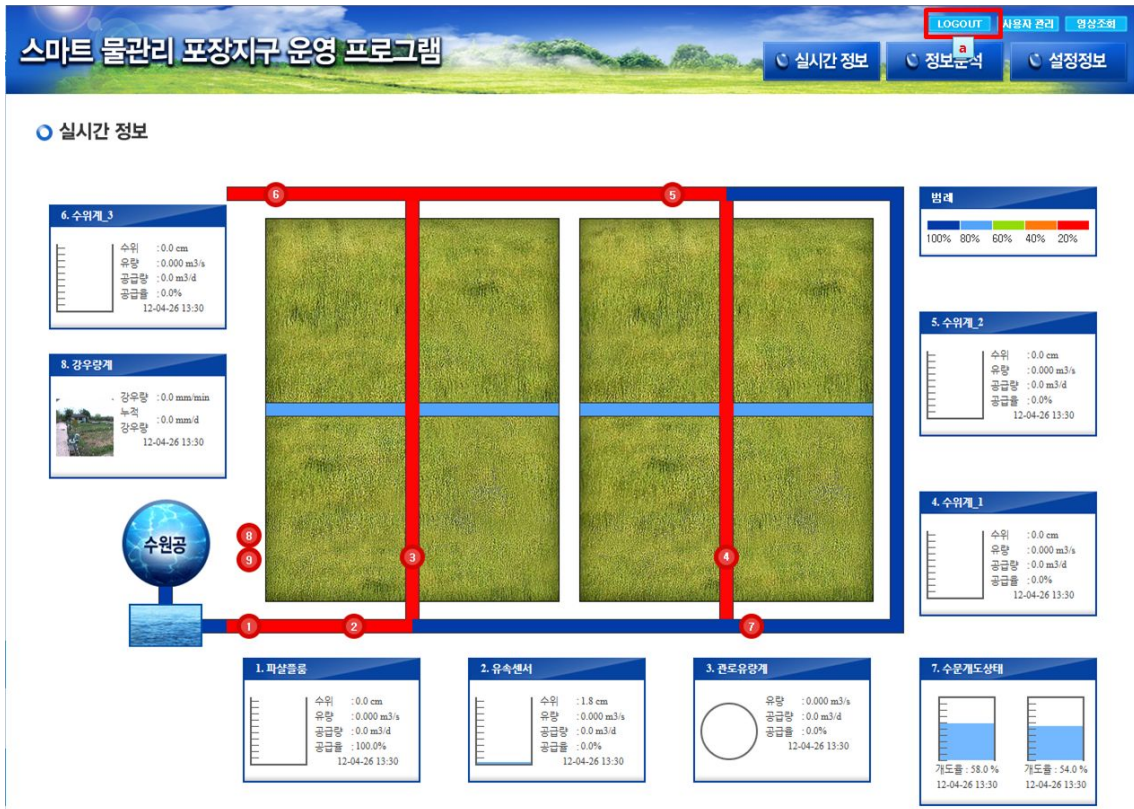 LOGOUT 사용자 관리 영상조회
a
스마트 물관리 포장지구 운영 프로그램
실시간 정보 정보분석 설정정보
실시간 정보
6 5
6. 수위계_3
수위 : 0.0 cm
유량 : 0.000 m3/s
공급량 : 0.0 m3/d
공급율 : 0.0%
12-04-26 13:30
범례
100% 80% 60% 40% 20%
8. 강우량계
강우량 : 0.0 mm/min
누적
강우량 : 0.0 mm/d
12-04-26 13:30
5. 수위계_2
수위 : 0.0 cm
유량 : 0.000 m3/s
공급량 : 0.0 m3/d
공급율 : 0.0%
12-04-26 13:30
수원공
8
9
3 4
4. 수위계_1
수위 : 0.0 cm
유량 : 0.000 m3/s
공급량 : 0.0 m3/d
공급율 : 0.0%
12-04-26 13:30
1 2 7
1. 파샬플룸
수위 : 0.0 cm
유량 : 0.000 m3/s
공급량 : 0.0 m3/d
공급율 : 100.0%
12-04-26 13:30
2. 유속센서
수위 : 1.8 cm
유량 : 0.000 m3/s
공급량 : 0.0 m3/d
공급율 : 0.0%
12-04-26 13:30
3. 관로유량계
유량 : 0.000 m3/s
공급량 : 0.0 m3/d
공급율 : 0.0%
12-04-26 13:30
7. 수문개도상태
개도율 : 58.0 % 개도율 : 54.0 %
12-04-26 13:30 12-04-26 13:30